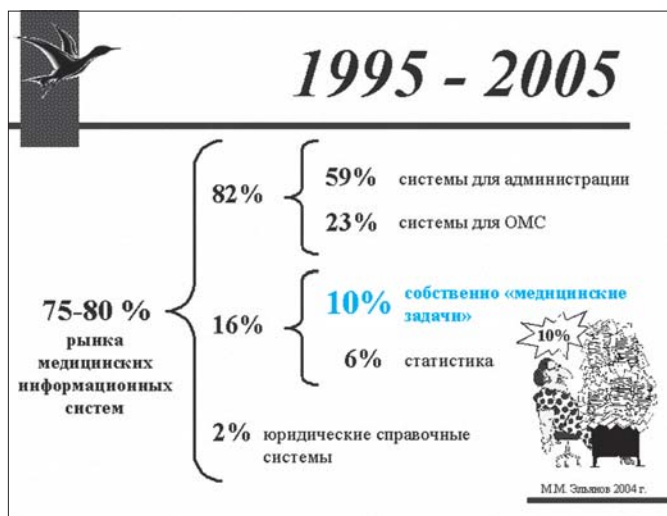 1995 - 2005
75-80 %
рынка
медицинских
информационных
систем
82%
59% системы для администрации
23% системы для ОМС
16%
10% собственно «медицинские
задачи»
6% статистика
2% юридические справочные
системы
10%
М.М. Эльянов 2004 г.